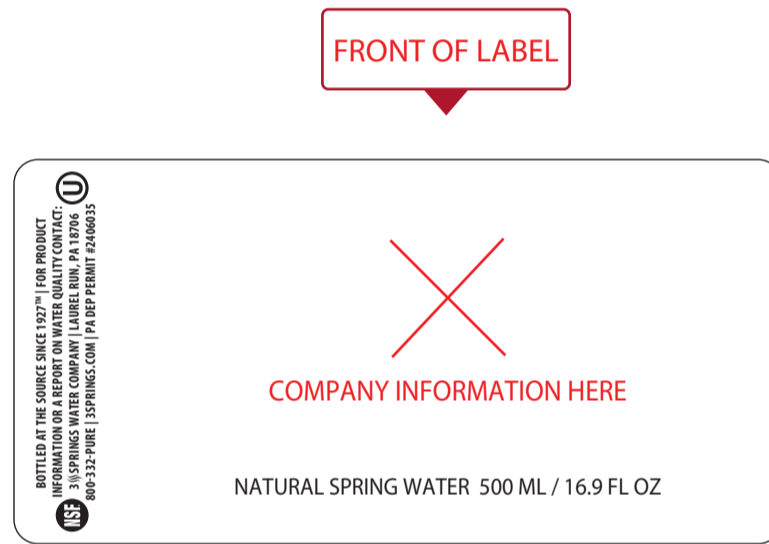 FRONT OF LABEL
BOTTLED AT THE SOURCE SINCE 1927™ | FOR PRODUCT
INFORMATION OR A REPORT ON WATER QUALITY CONTACT:
3 SPRINGS WATER COMPANY | LAUREL RUN, PA 18706
800-332-PURE | 3SPRINGS.COM | PA DEP PERMIT #2406035
NSF
U
COMPANY INFORMATION HERE
NATURAL SPRING WATER 500 ML / 16.9 FL OZ